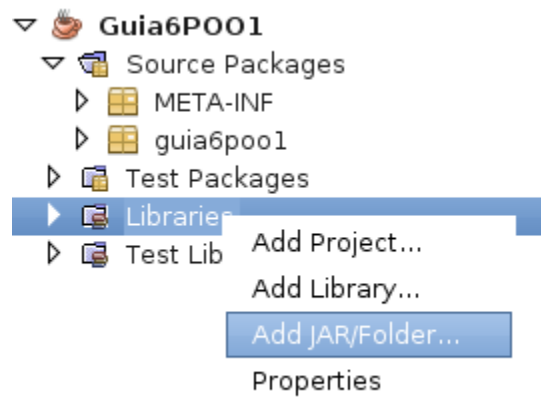 Guia6POO1
Source Packages
META-INF
guia6poo1
Test Packages
Libraries
Test Lib
Add Project...
Add Library...
Add JAR/Folder...
Properties